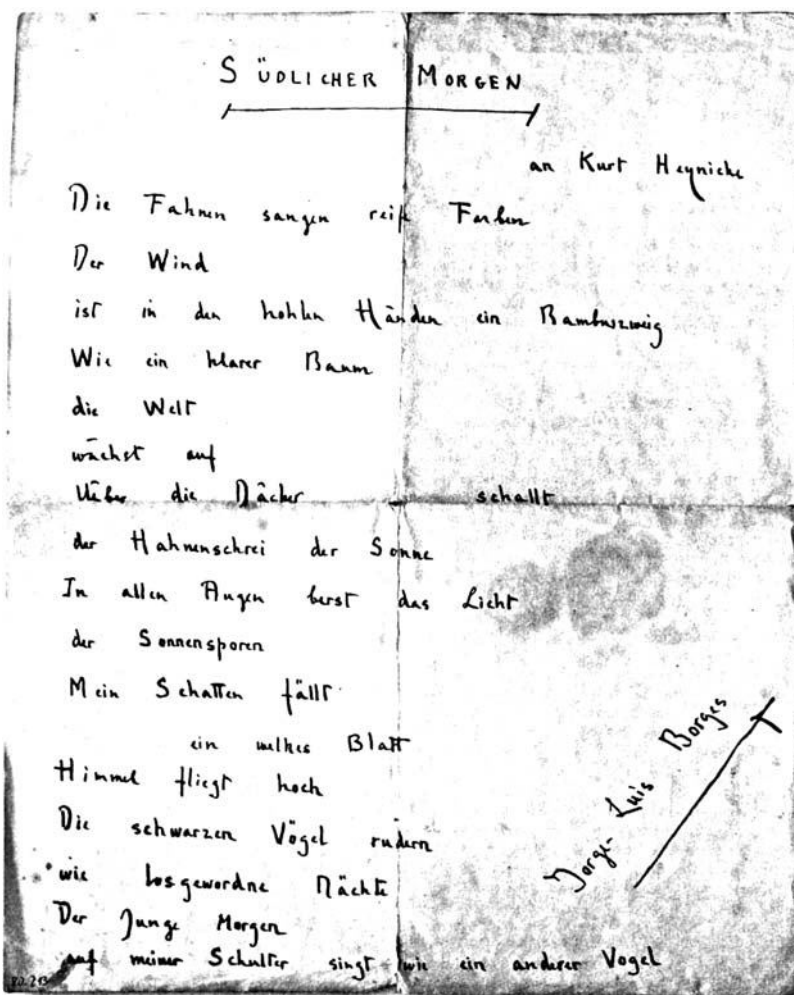 SÜDLICHER MORGEN
an Kurt Heynicke
Die Fahnen sangen reife Farben
Der Wind
ist in den hohlen Händen ein Bambuszweig
Wie ein klarer Baum
die Welt
wächst auf
Über die Dächer schallt
der Hahnenschrei der Sonne
In allen Augen berst das Licht
der Sonnensporen
Mein Schatten fällt
ein welkes Blatt
Himmel fliegt hoch
Die schwarzen Vögel rudern
wie losgewordne Nächte
Der Junge Morgen
auf meiner Schulter singt wie ein anderer Vogel
Jorge-Luis Borges